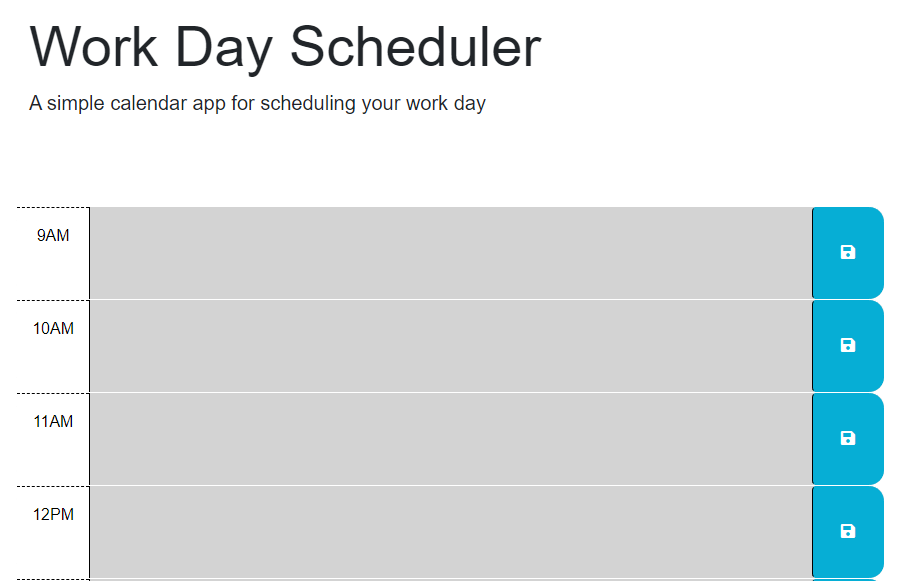 Work Day Scheduler
A simple calendar app for scheduling your work day
9AM
10AM
11AM
12PM